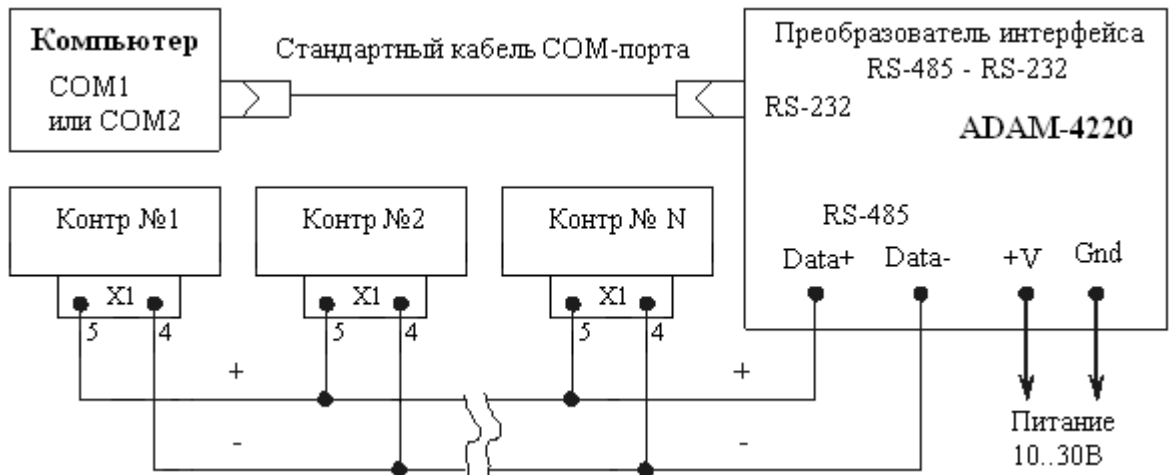 Компьютер
COM1
или COM2
Стандартный кабель COM-порта
Преобразователь интерфейса
RS-485 - RS-232
RS-232
ADAM-4220
Контр №1
Контр №2
Контр № N
RS-485
Data+ Data- +V Gnd
X1
X1
X1
5 4
5 4
5 4
+ +
- -
Питание
10..30В